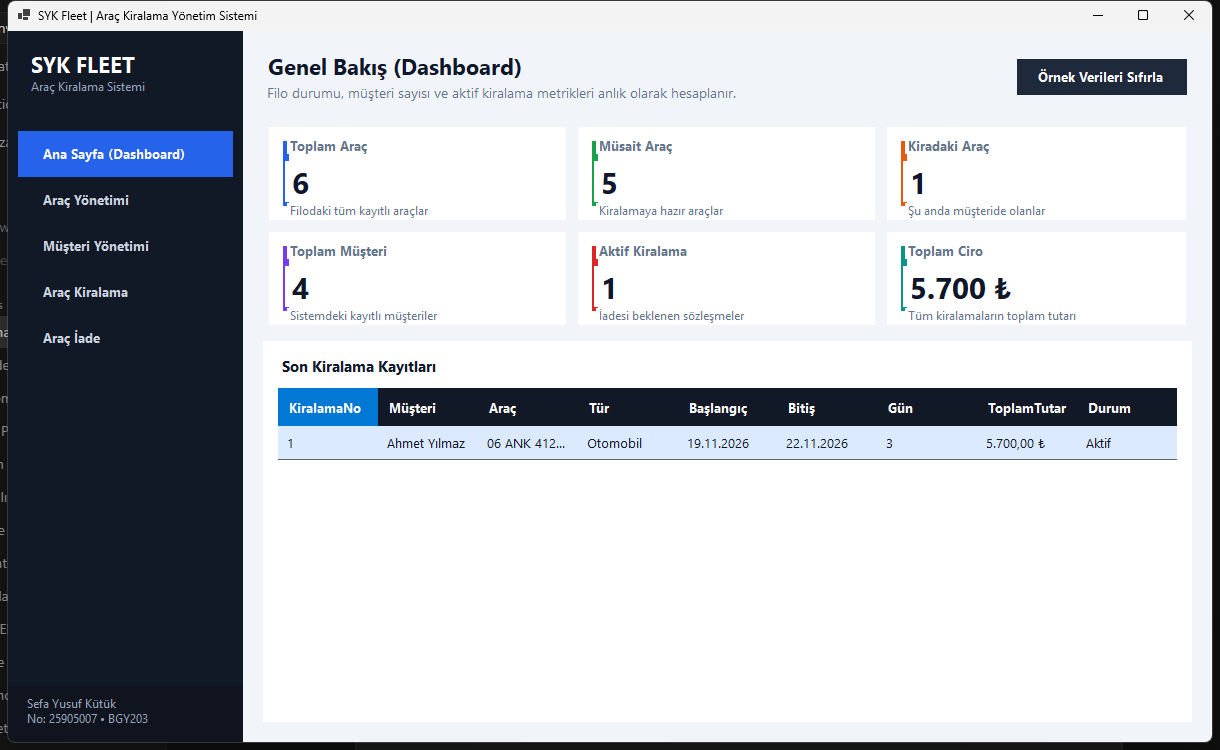 SYK Fleet | Araç Kiralama Yönetim Sistemi
SYK FLEET
Araç Kiralama Sistemi
Ana Sayfa (Dashboard)
Araç Yönetimi
Müşteri Yönetimi
Araç Kiralama
Araç İade
Sefa Yusuf Kütük
No: 25905007 • BGY203
Genel Bakış (Dashboard)
Filo durumu, müşteri sayısı ve aktif kiralama metrikleri anlık olarak hesaplanır.
Örnek Verileri Sıfırla
Toplam Araç
6
Filodaki tüm kayıtlı araçlar
Müsait Araç
5
Kiralamaya hazır araçlar
Kiradaki Araç
1
Şu anda müşteride olanlar
Toplam Müşteri
4
Sistemdeki kayıtlı müşteriler
Aktif Kiralama
1
İadesi beklenen sözleşmeler
Toplam Ciro
5.700 ₺
Tüm kiralamaların toplam tutarı
Son Kiralama Kayıtları
KiralamaNo Müşteri Araç Tür Başlangıç Bitiş Gün ToplamTutar Durum
1 Ahmet Yılmaz 06 ANK 412... Otomobil 19.11.2026 22.11.2026 3 5.700,00 ₺ Aktif